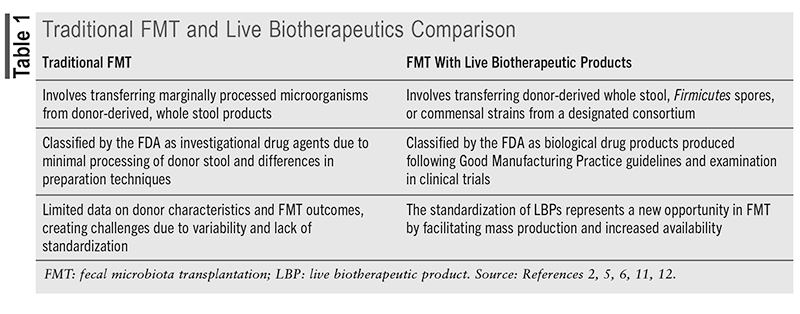 Table 1
Traditional FMT and Live Biotherapeutics Comparison
Traditional FMT
FMT With Live Biotherapeutic Products
Involves transferring marginally processed microorganisms
from donor-derived, whole stool products
Involves transferring donor-derived whole stool, Firmicutes spores,
or commensal strains from a designated consortium
Classified by the FDA as investigational drug agents due to
minimal processing of donor stool and differences in
preparation techniques
Classified by the FDA as biological drug products produced
following Good Manufacturing Practice guidelines and examination
in clinical trials
Limited data on donor characteristics and FMT outcomes,
creating challenges due to variability and lack of
standardization
The standardization of LBPs represents a new opportunity in FMT
by facilitating mass production and increased availability
FMT: fecal microbiota transplantation; LBP: live biotherapeutic product. Source: References 2, 5, 6, 11, 12.